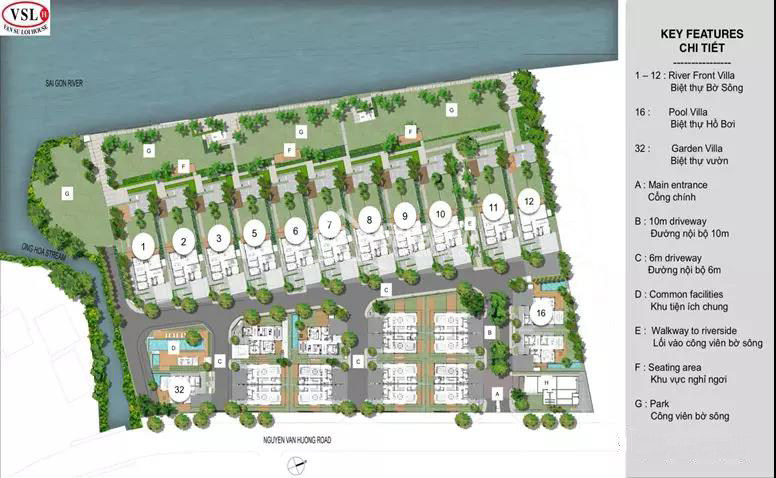 VSL H
VAN SU LOI HOUSE
SAI GON RIVER
G
G
G
F
F
F
G
1
2
3
5
6
7
8
9
10
11
12
E
ONG HOA STREAM
C
16
D
C
C
B
32
H
A
NGUYEN VAN HUONG ROAD
KEY FEATURES
CHI TIẾT
----------------
1 – 12 : River Front Villa
Biệt thự Bờ Sông
16 : Pool Villa
Biệt thự Hồ Bơi
32 : Garden Villa
Biệt thự vườn
A : Main entrance
Cổng chính
B : 10m driveway
Đường nội bộ 10m
C : 6m driveway
Đường nội bộ 6m
D : Common facilities
Khu tiện ích chung
E : Walkway to riverside
Lối vào công viên bờ sông
F : Seating area
Khu vực nghỉ ngơi
G : Park
Công viên bờ sông